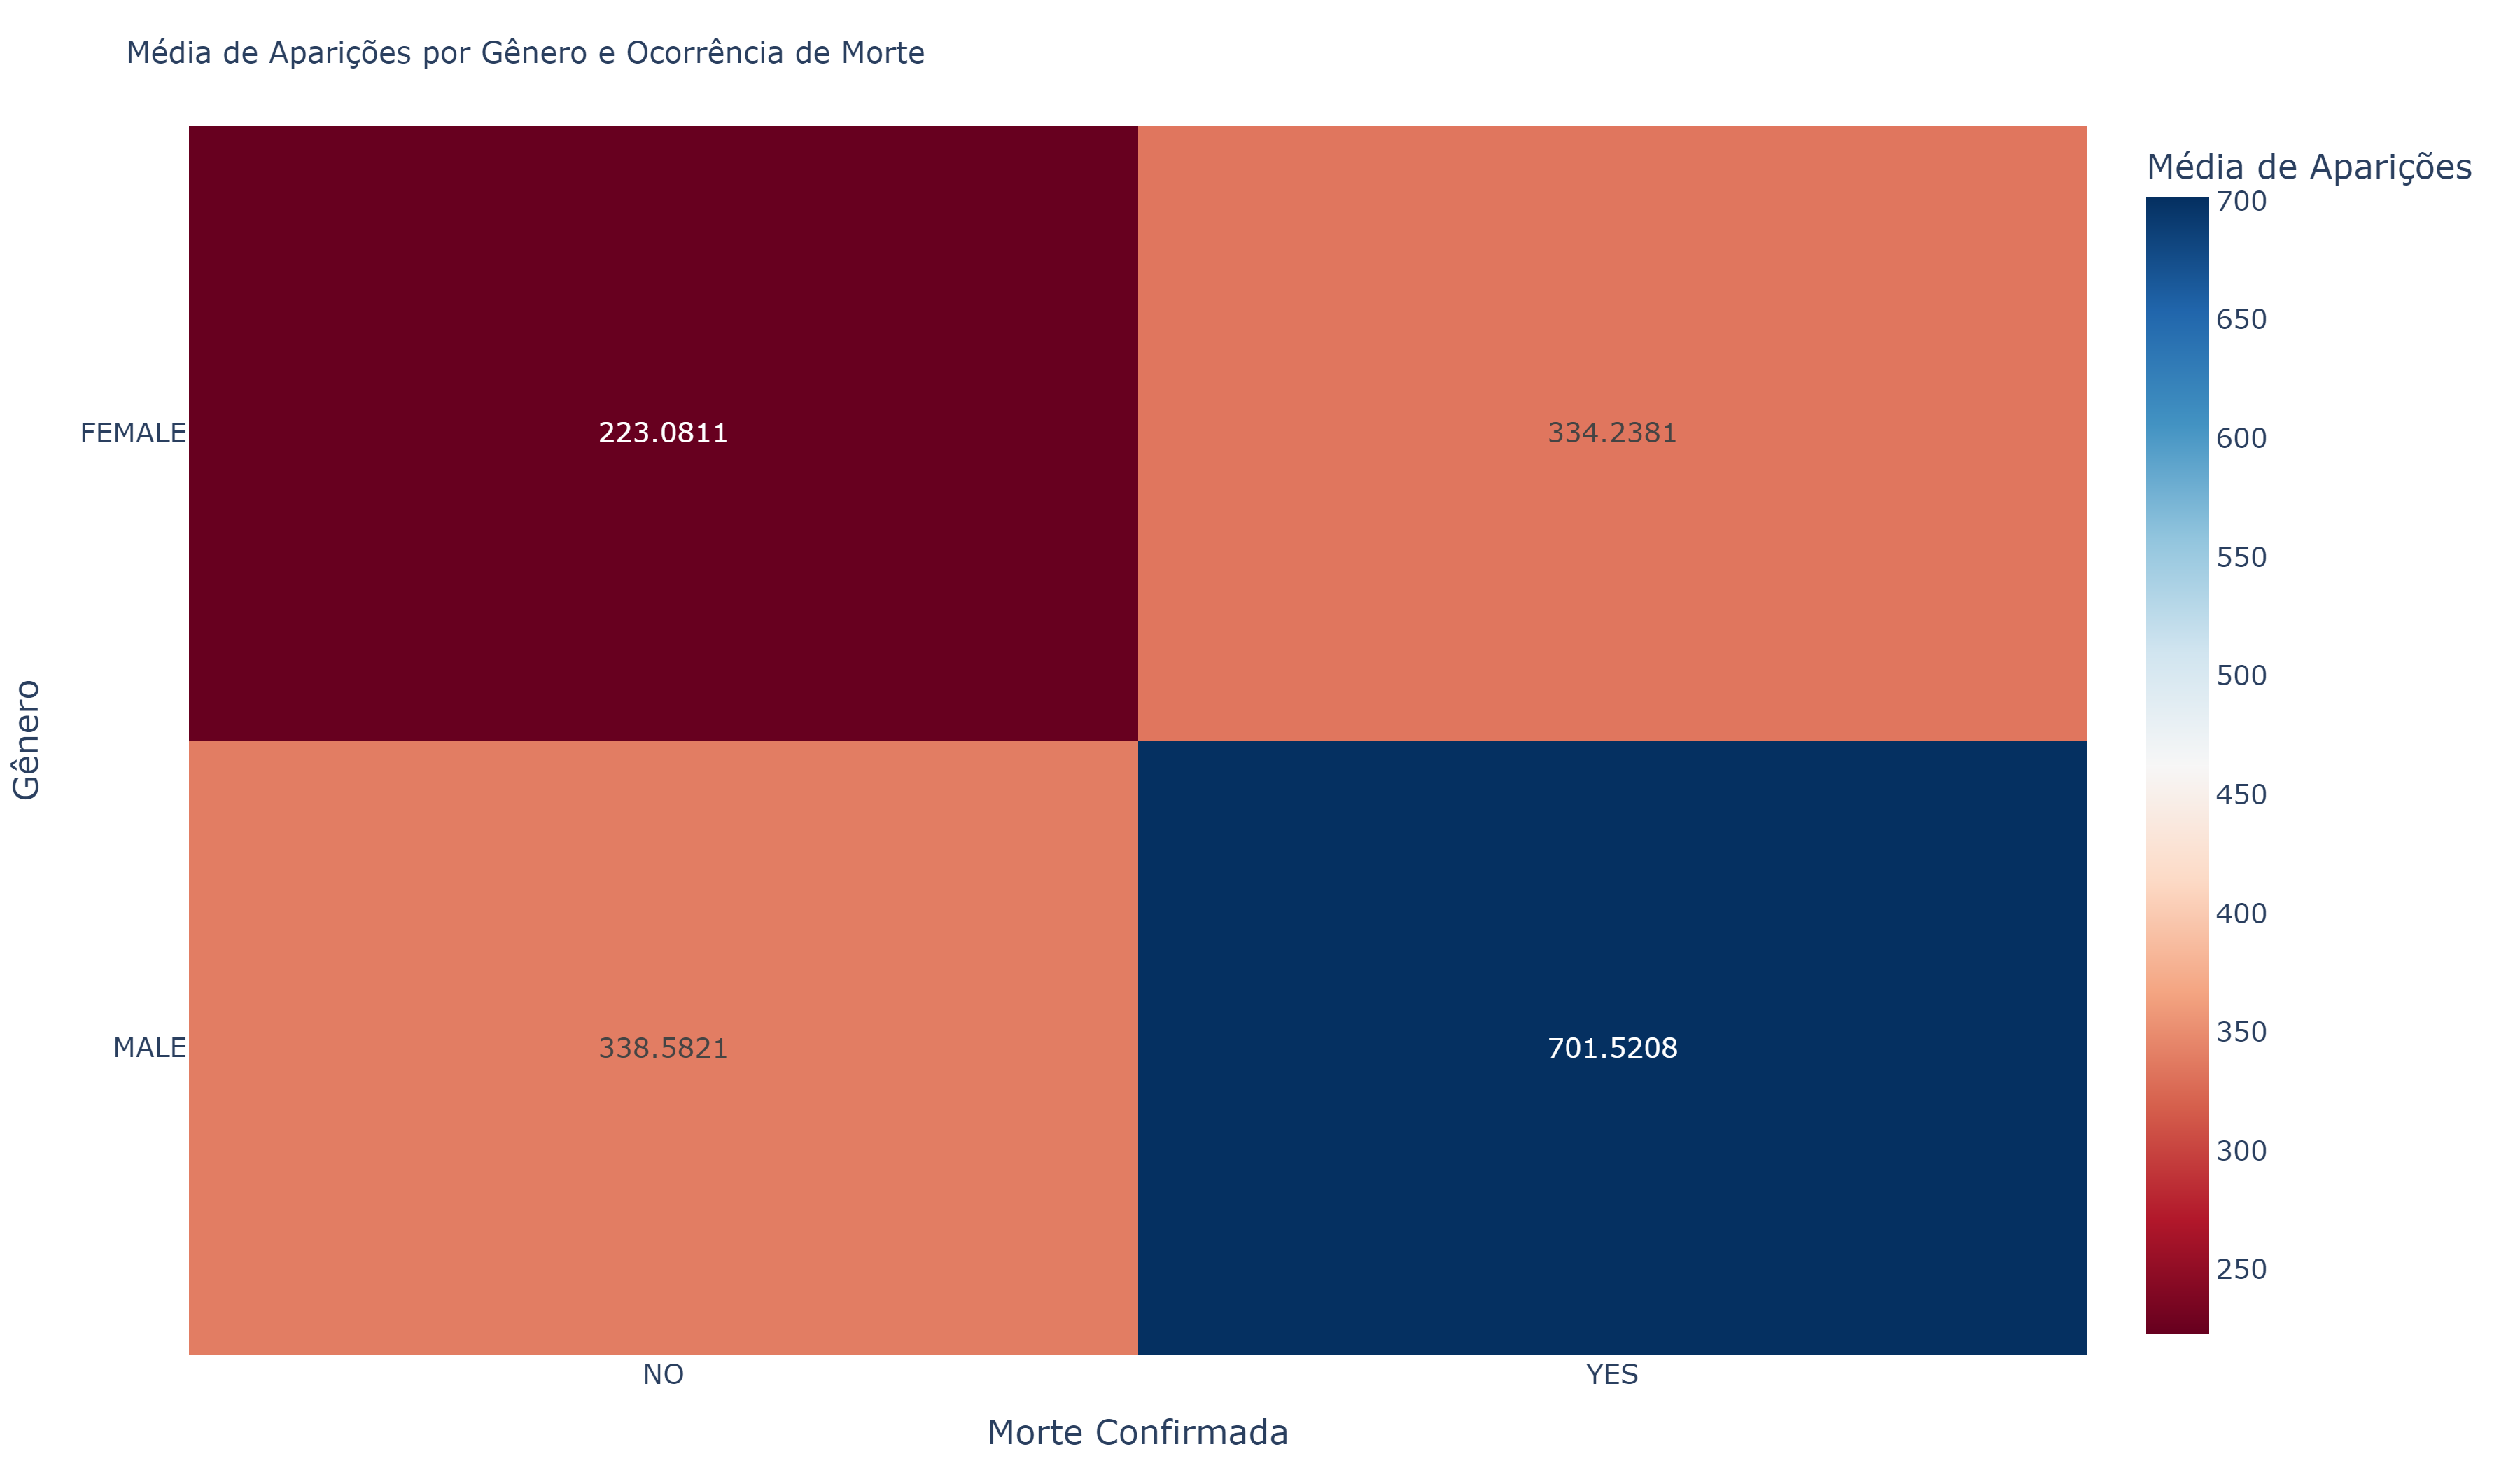 Média de Aparições por Gênero e Ocorrência de Morte
Média de Aparições
700
650
600
550
500
450
400
350
300
250
Gênero
FEMALE
223.0811
334.2381
MALE
338.5821
701.5208
NO
YES
Morte Confirmada